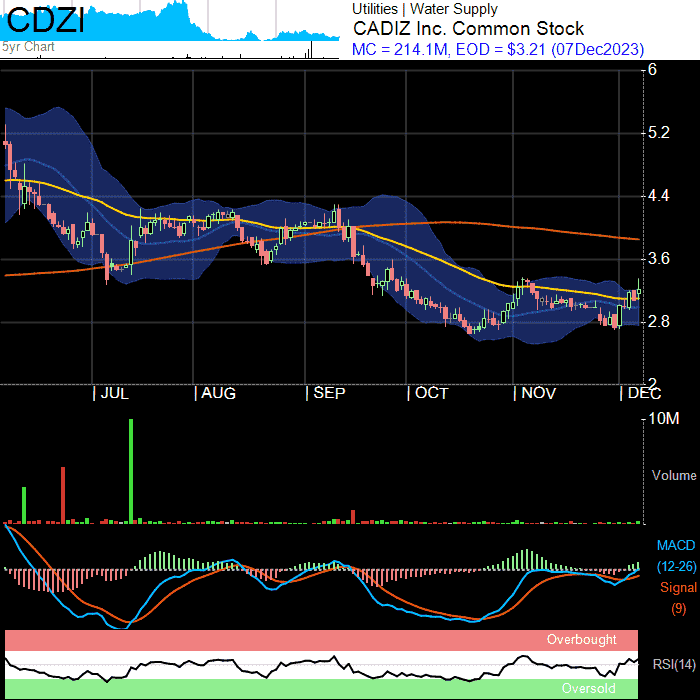 CDZI
5yr Chart
Utilities | Water Supply
CADIZ Inc. Common Stock
MC = 214.1M, EOD = $3.21 (07Dec2023)
6
5.2
4.4
3.6
2.8
2
JUL
AUG
SEP
OCT
NOV
DEC
10M
Volume
MACD
(12-26)
Signal
(9)
Overbought
RSI(14)
Oversold